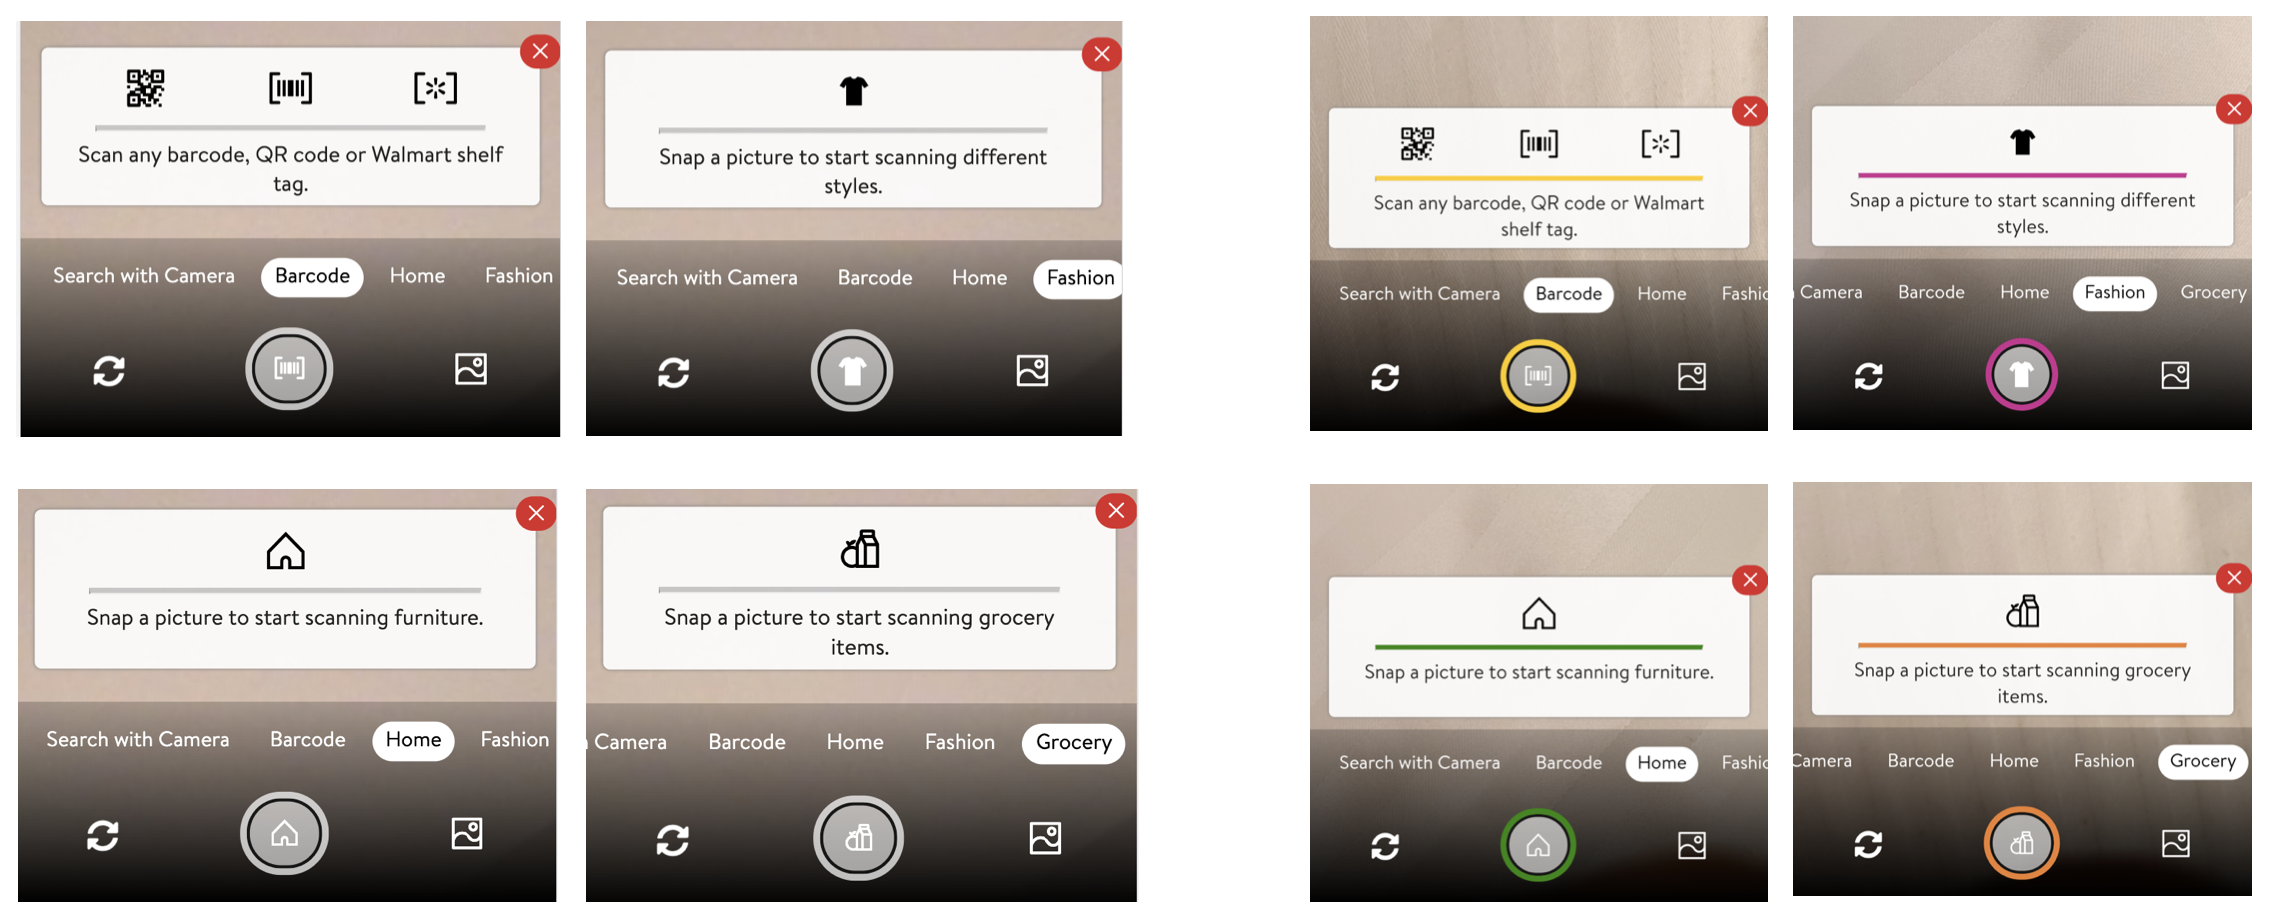 Scan any barcode, QR code or Walmart shelf
tag.
Search with Camera Barcode Home Fashion
Snap a picture to start scanning different
styles.
Search with Camera Barcode Home Fashion
Scan any barcode, QR code or Walmart
shelf tag.
Search with Camera Barcode Home Fashic
Snap a picture to start scanning different
styles.
Camera Barcode Home Fashion Grocery
Snap a picture to start scanning furniture.
Search with Camera Barcode Home Fashion
Snap a picture to start scanning grocery
items.
Camera Barcode Home Fashion Grocery
Snap a picture to start scanning furniture.
Search with Camera Barcode Home Fashic
Snap a picture to start scanning grocery
items.
Camera Barcode Home Fashion Grocery